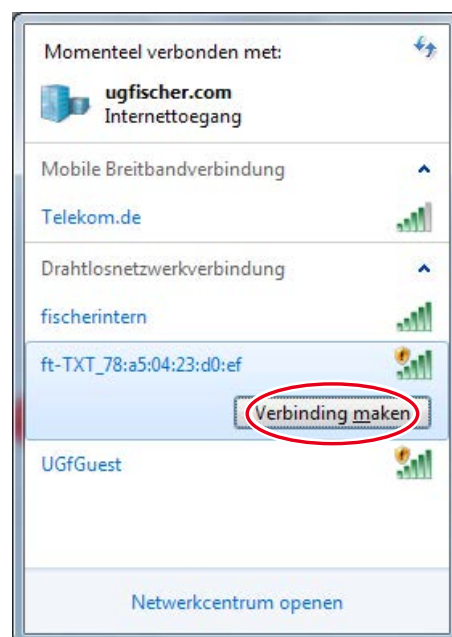 Momenteel verbonden met:
ugfischer.com
Internettoegang
Mobile Breitbandverbindung
Telekom.de
Drahtlosnetzwerkverbindung
fischerintern
ft-TXT_78:a5:04:23:d0:ef
Verbinding maken
UGfGuest
Netwerkcentrum openen